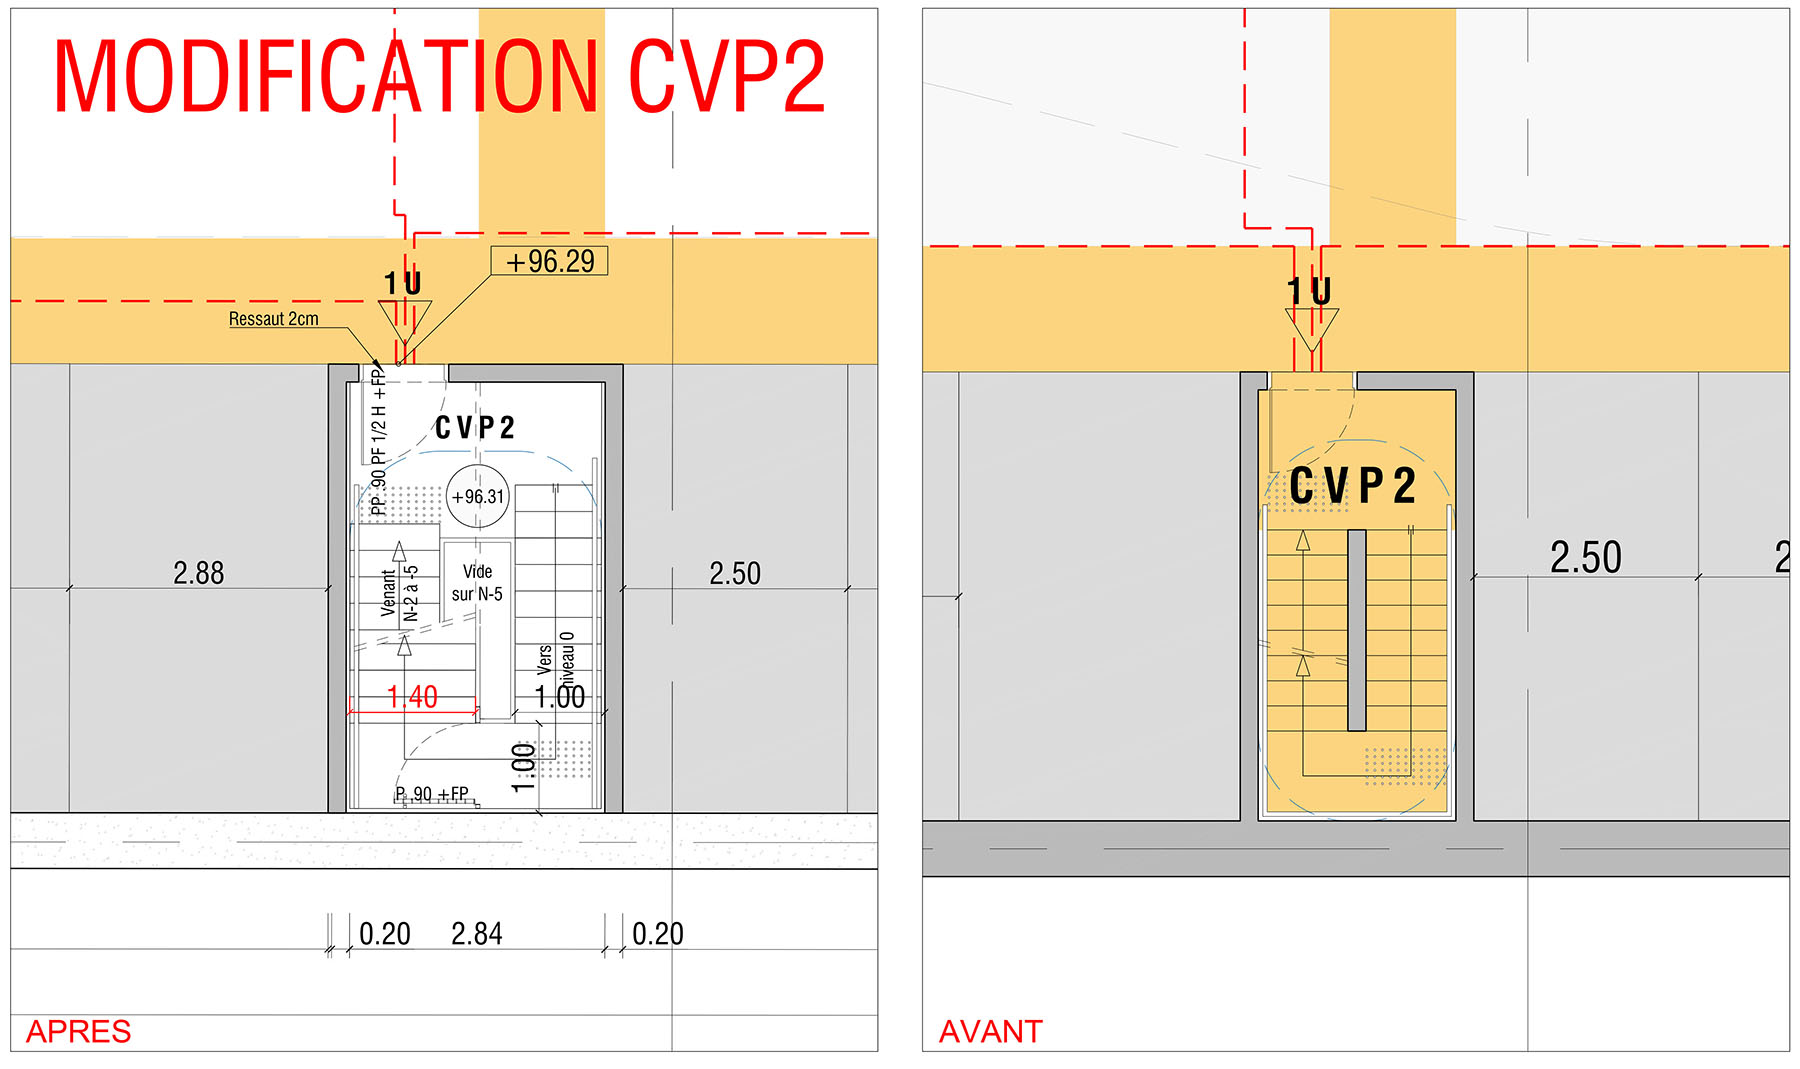 MODIFICATION CVP2
1U
+96.29
Ressaut 2cm
PP .90 PF 1/2 H +FP
CVP2
+96.31
Vide
sur N-5
Venant
N-2 à -5
2.88
2.50
Vers
niveau 0
1.40
1.00
1.00
P .90 +FP
0.20
2.84
0.20
APRES
1U
CVP2
2.50
2
AVANT